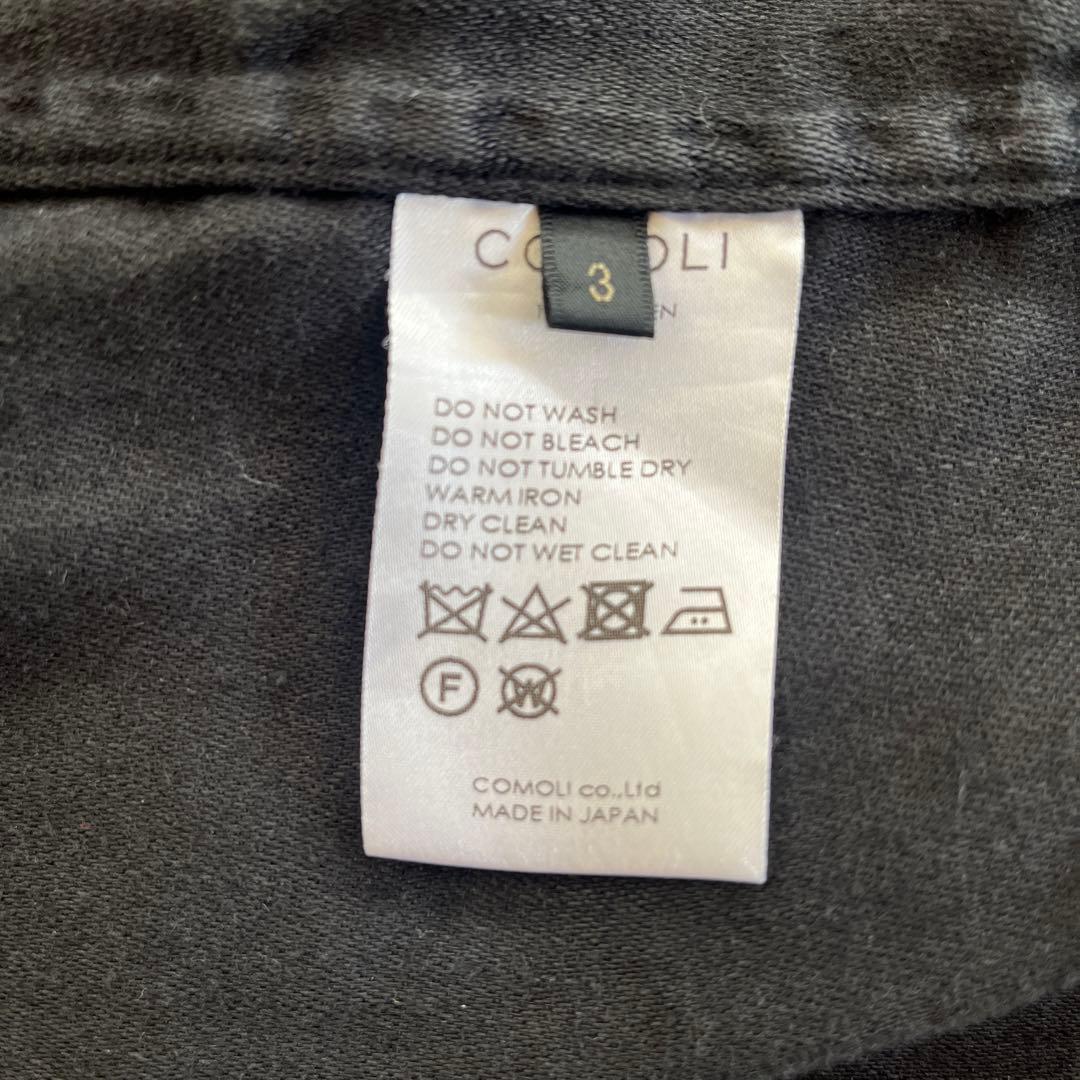 COMOLI
3
DO NOT WASH
DO NOT BLEACH
DO NOT TUMBLE DRY
WARM IRON
DRY CLEAN
DO NOT WET CLEAN
F W
COMOLI co.,Ltd
MADE IN JAPAN